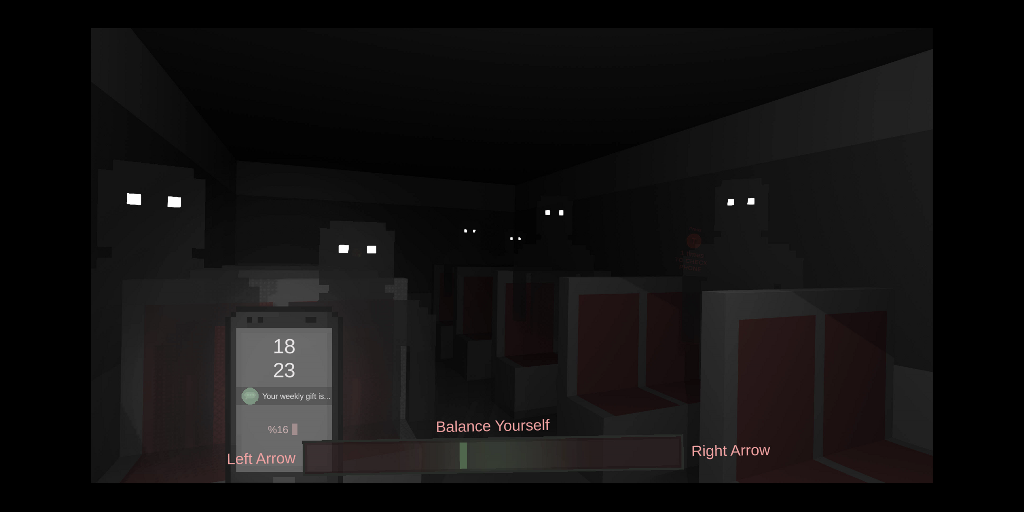 18
23
Your weekly gift is...
%16
Balance Yourself
Left Arrow
Right Arrow